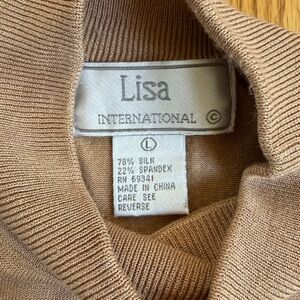 Lisa
INTERNATIONAL ©
L
78% SILK
22% SPANDEX
RN 69341
MADE IN CHINA
CARE SEE
REVERSE